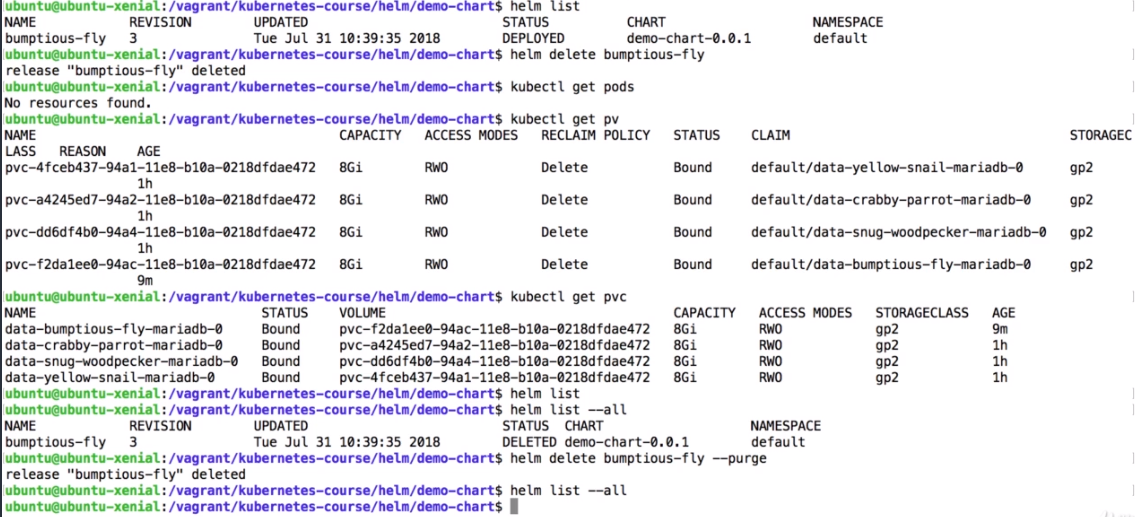 ubuntu@ubuntu-xenial:/vagrant/kubernetes-course/helm/demo-chart$ helm list
NAME REVISION UPDATED STATUS CHART NAMESPACE
bumptious-fly 3 Tue Jul 31 10:39:35 2018 DEPLOYED demo-chart-0.0.1 default
ubuntu@ubuntu-xenial:/vagrant/kubernetes-course/helm/demo-chart$ helm delete bumptious-fly
release "bumptious-fly" deleted
ubuntu@ubuntu-xenial:/vagrant/kubernetes-course/helm/demo-chart$ kubectl get pods
No resources found.
ubuntu@ubuntu-xenial:/vagrant/kubernetes-course/helm/demo-chart$ kubectl get pv
NAME CAPACITY ACCESS MODES RECLAIM POLICY STATUS CLAIM STORAGEC
LASS REASON AGE
pvc-4fceb437-94a1-11e8-b10a-0218dfdae472 8Gi RWO Delete Bound default/data-yellow-snail-mariadb-0 gp2
1h
pvc-a4245ed7-94a2-11e8-b10a-0218dfdae472 8Gi RWO Delete Bound default/data-crabby-parrot-mariadb-0 gp2
1h
pvc-dd6df4b0-94a4-11e8-b10a-0218dfdae472 8Gi RWO Delete Bound default/data-snug-woodpecker-mariadb-0 gp2
1h
pvc-f2da1ee0-94ac-11e8-b10a-0218dfdae472 8Gi RWO Delete Bound default/data-bumptious-fly-mariadb-0 gp2
9m
ubuntu@ubuntu-xenial:/vagrant/kubernetes-course/helm/demo-chart$ kubectl get pvc
NAME STATUS VOLUME CAPACITY ACCESS MODES STORAGECLASS AGE
data-bumptious-fly-mariadb-0 Bound pvc-f2da1ee0-94ac-11e8-b10a-0218dfdae472 8Gi RWO gp2 9m
data-crabby-parrot-mariadb-0 Bound pvc-a4245ed7-94a2-11e8-b10a-0218dfdae472 8Gi RWO gp2 1h
data-snug-woodpecker-mariadb-0 Bound pvc-dd6df4b0-94a4-11e8-b10a-0218dfdae472 8Gi RWO gp2 1h
data-yellow-snail-mariadb-0 Bound pvc-4fceb437-94a1-11e8-b10a-0218dfdae472 8Gi RWO gp2 1h
ubuntu@ubuntu-xenial:/vagrant/kubernetes-course/helm/demo-chart$ helm list
ubuntu@ubuntu-xenial:/vagrant/kubernetes-course/helm/demo-chart$ helm list --all
NAME REVISION UPDATED STATUS CHART NAMESPACE
bumptious-fly 3 Tue Jul 31 10:39:35 2018 DELETED demo-chart-0.0.1 default
ubuntu@ubuntu-xenial:/vagrant/kubernetes-course/helm/demo-chart$ helm delete bumptious-fly --purge
release "bumptious-fly" deleted
ubuntu@ubuntu-xenial:/vagrant/kubernetes-course/helm/demo-chart$ helm list --all
ubuntu@ubuntu-xenial:/vagrant/kubernetes-course/helm/demo-chart$